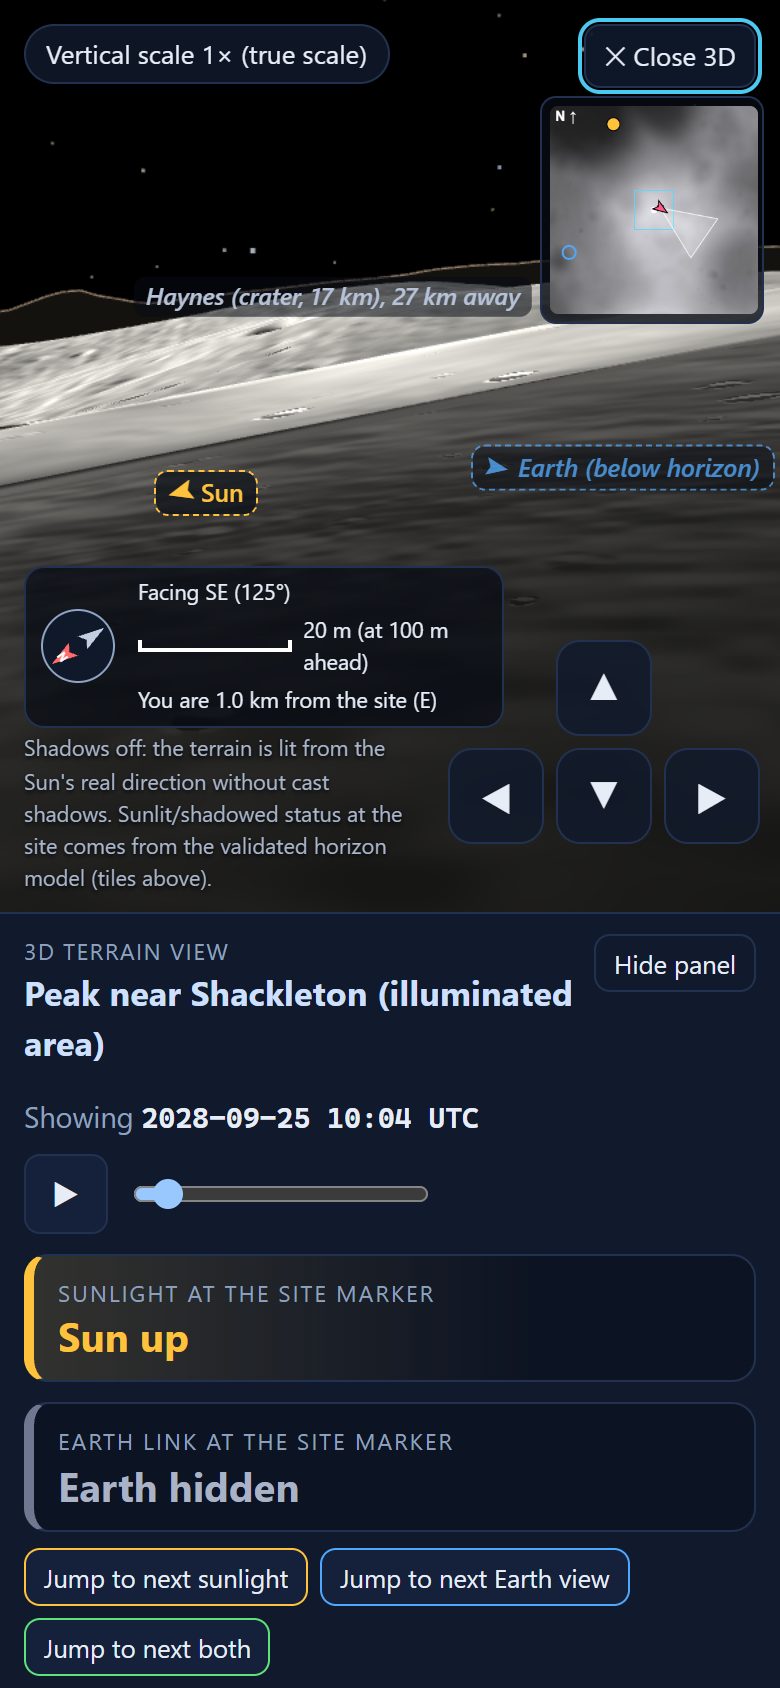 Vertical scale 1× (true scale)
✕ Close 3D
N ↑
Haynes (crater, 17 km), 27 km away
Earth (below horizon)
Sun
Facing SE (125°)
20 m (at 100 m
ahead)
You are 1.0 km from the site (E)
Shadows off: the terrain is lit from the
Sun's real direction without cast
shadows. Sunlit/shadowed status at the
site comes from the validated horizon
model (tiles above).
3D TERRAIN VIEW
Hide panel
Peak near Shackleton (illuminated
area)
Showing 2028-09-25 10:04 UTC
SUNLIGHT AT THE SITE MARKER
Sun up
EARTH LINK AT THE SITE MARKER
Earth hidden
Jump to next sunlight
Jump to next Earth view
Jump to next both